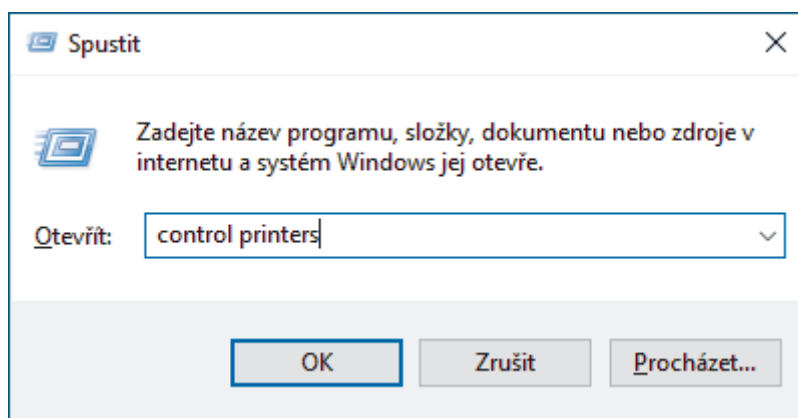 Spustit
Zadejte název programu, složky, dokumentu nebo zdroje v
internetu a systém Windows jej otevře.
Otevřít: control printers
OK Zrušit Procházet...